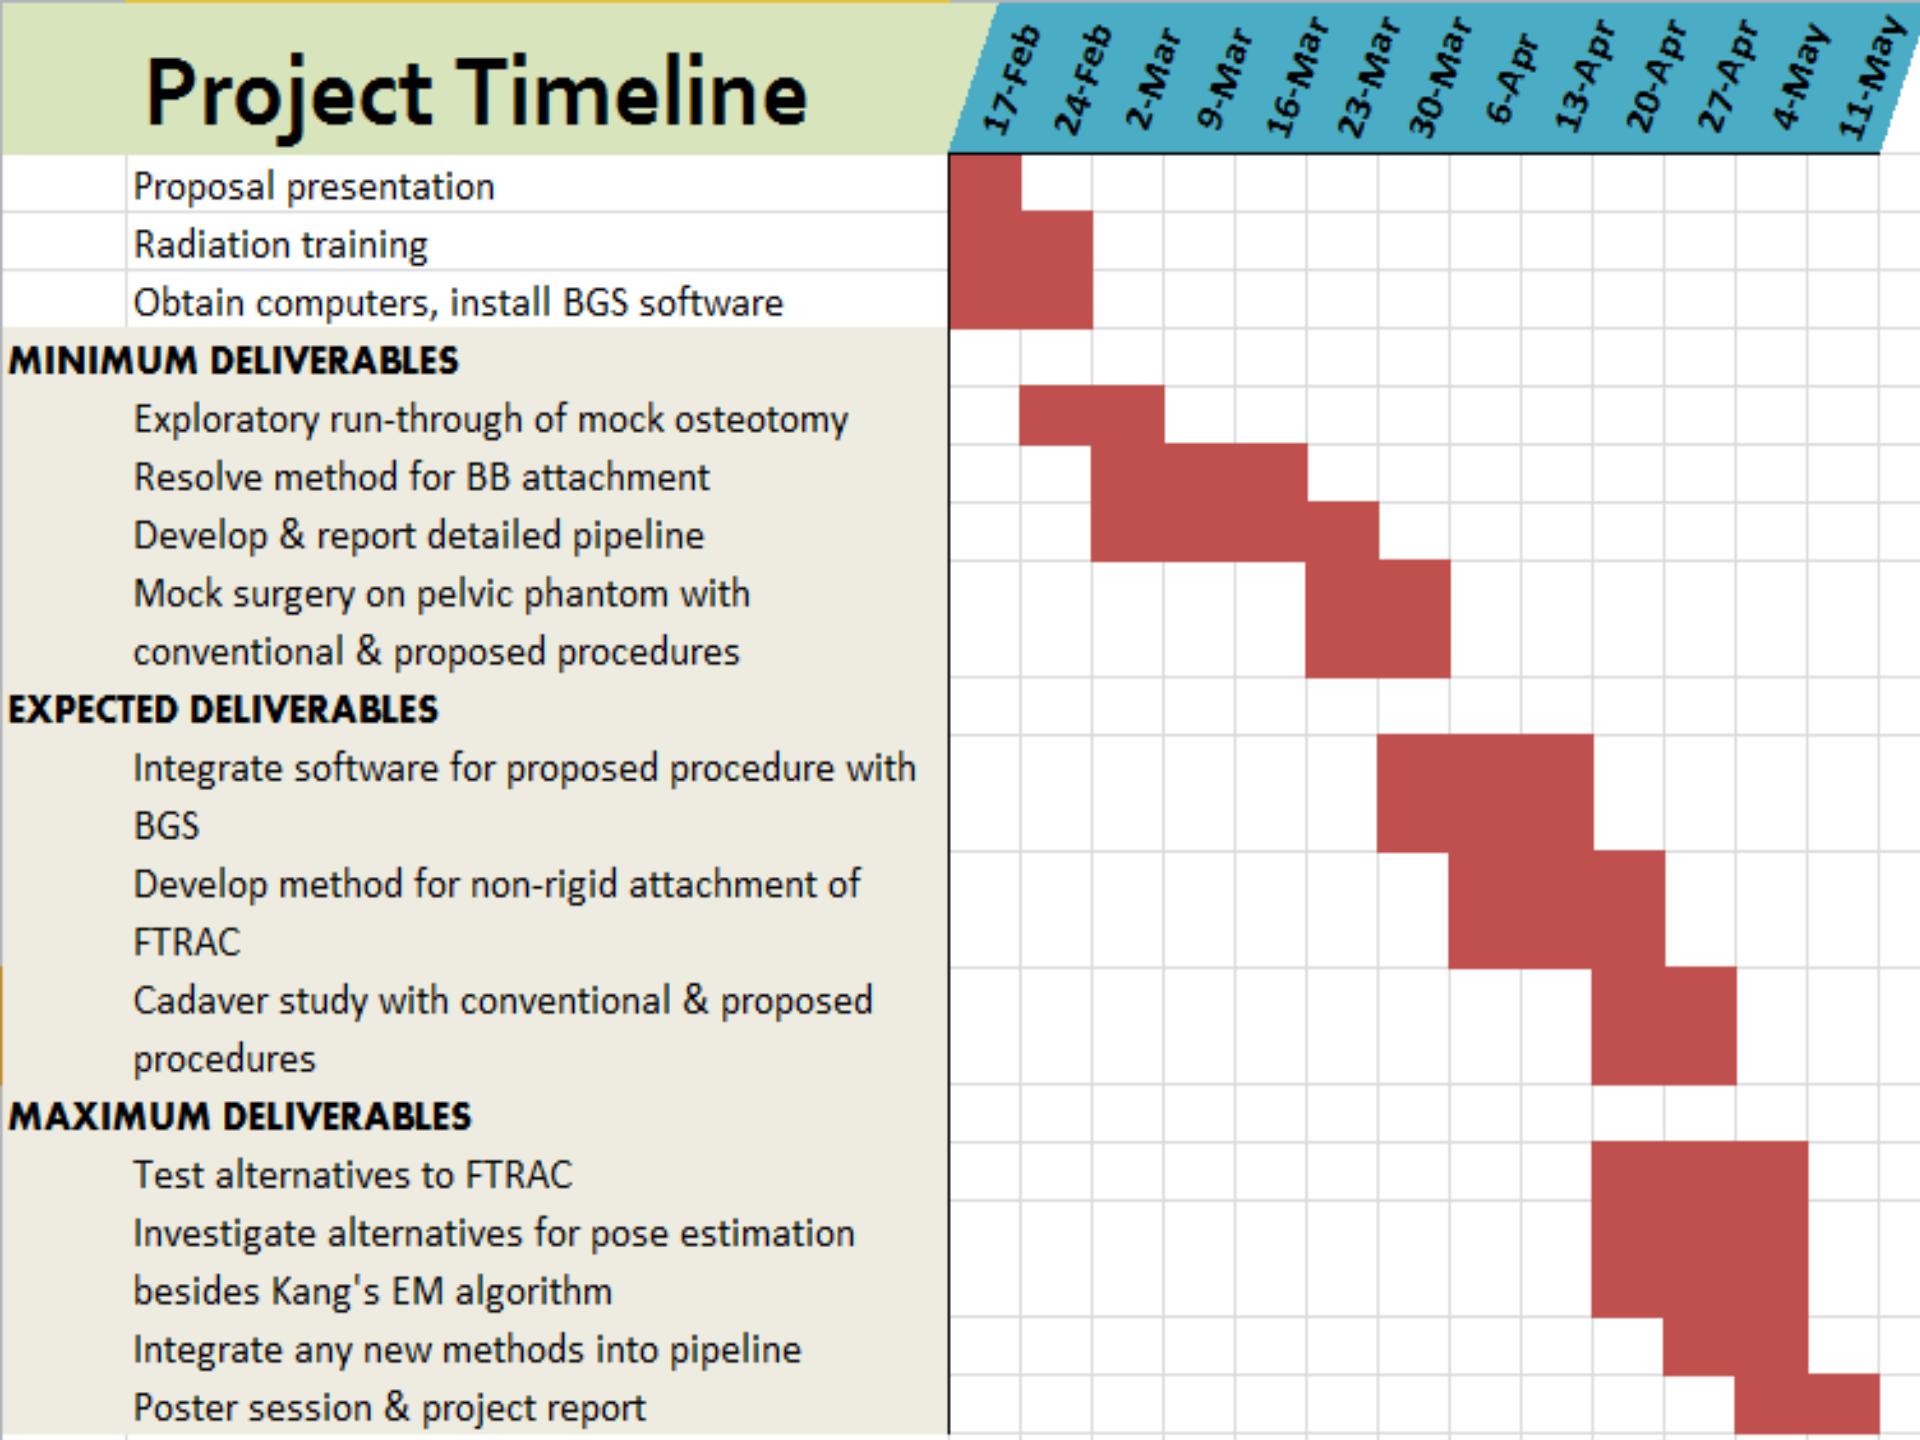 Project Timeline
17-Feb
24-Feb
2-Mar
9-Mar
16-Mar
23-Mar
30-Mar
6-Apr
13-Apr
20-Apr
27-Apr
4-May
11-May
Proposal presentation
Radiation training
Obtain computers, install BGS software
MINIMUM DELIVERABLES
Exploratory run-through of mock osteotomy
Resolve method for BB attachment
Develop & report detailed pipeline
Mock surgery on pelvic phantom with
conventional & proposed procedures
EXPECTED DELIVERABLES
Integrate software for proposed procedure with
BGS
Develop method for non-rigid attachment of
FTRAC
Cadaver study with conventional & proposed
procedures
MAXIMUM DELIVERABLES
Test alternatives to FTRAC
Investigate alternatives for pose estimation
besides Kang's EM algorithm
Integrate any new methods into pipeline
Poster session & project report